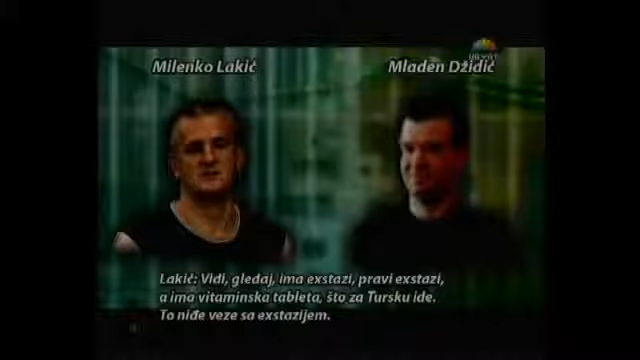 Milenko Lakić
Mladen Džidić
Lakić: Vidi, gledaj, ima exstazi, pravi exstazi,
a ima vitaminska tableta, što za Tursku ide.
To niđe veze sa exstazijem.